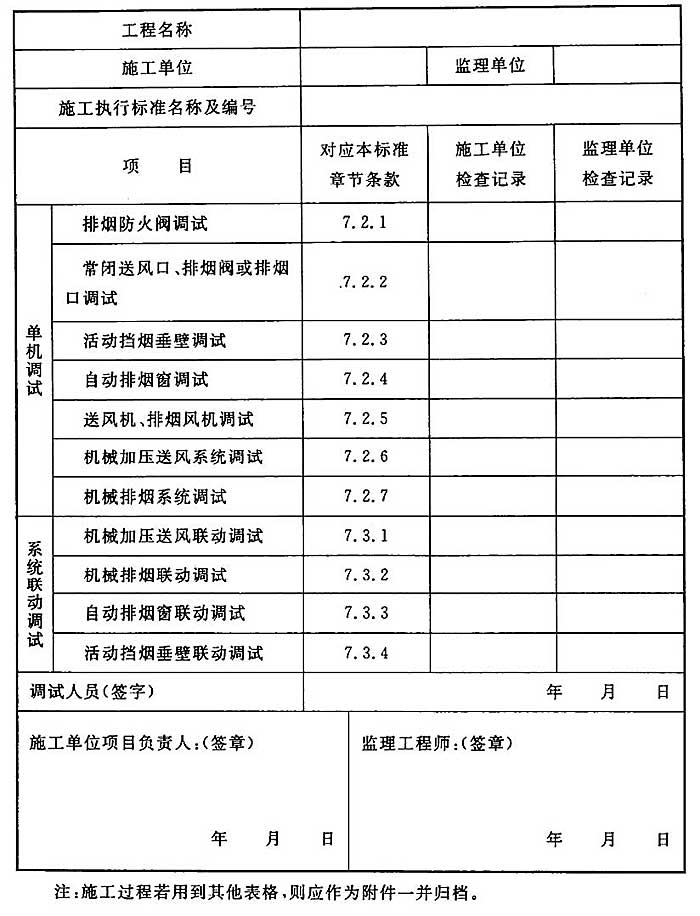 工程名称
施工单位 监理单位
施工执行标准名称及编号
项 目 对应本标准 施工单位 监理单位
章节条款 检查记录 检查记录
单机调试
排烟防火阀调试 7.2.1
常闭送风口、排烟阀或排烟
口调试 7.2.2
活动挡烟垂壁调试 7.2.3
自动排烟窗调试 7.2.4
送风机、排烟风机调试 7.2.5
机械加压送风系统调试 7.2.6
机械排烟系统调试 7.2.7
系统联动调试
机械加压送风联动调试 7.3.1
机械排烟联动调试 7.3.2
自动排烟窗联动调试 7.3.3
活动挡烟垂壁联动调试 7.3.4
调试人员(签字) 年 月 日
施工单位项目负责人:(签章) 监理工程师:(签章)
年 月 日 年 月 日
注:施工过程若用到其他表格,则应作为附件一并归档。